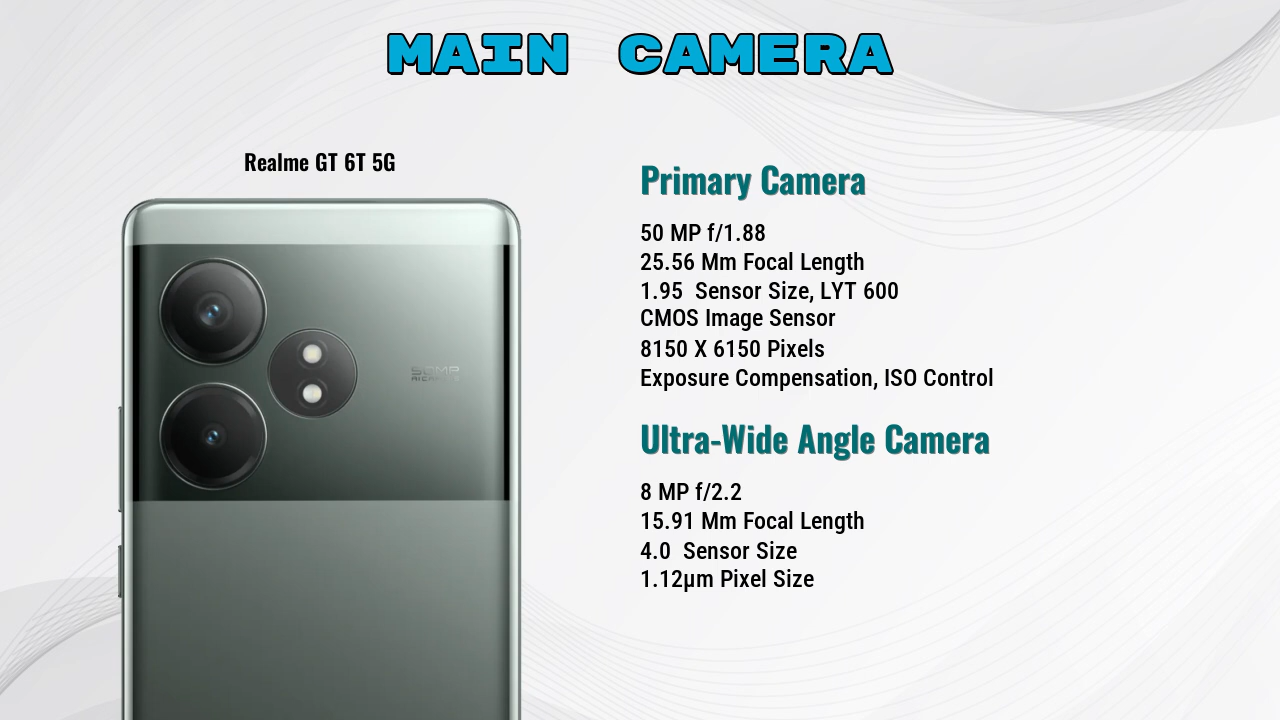 MAIN CAMERA
Realme GT 6T 5G
Primary Camera
50 MP f/1.88
25.56 Mm Focal Length
1.95  Sensor Size, LYT 600
CMOS Image Sensor
8150 X 6150 Pixels
Exposure Compensation, ISO Control
50MP
Ultra-Wide Angle Camera
8 MP f/2.2
15.91 Mm Focal Length
4.0  Sensor Size
1.12µm Pixel Size